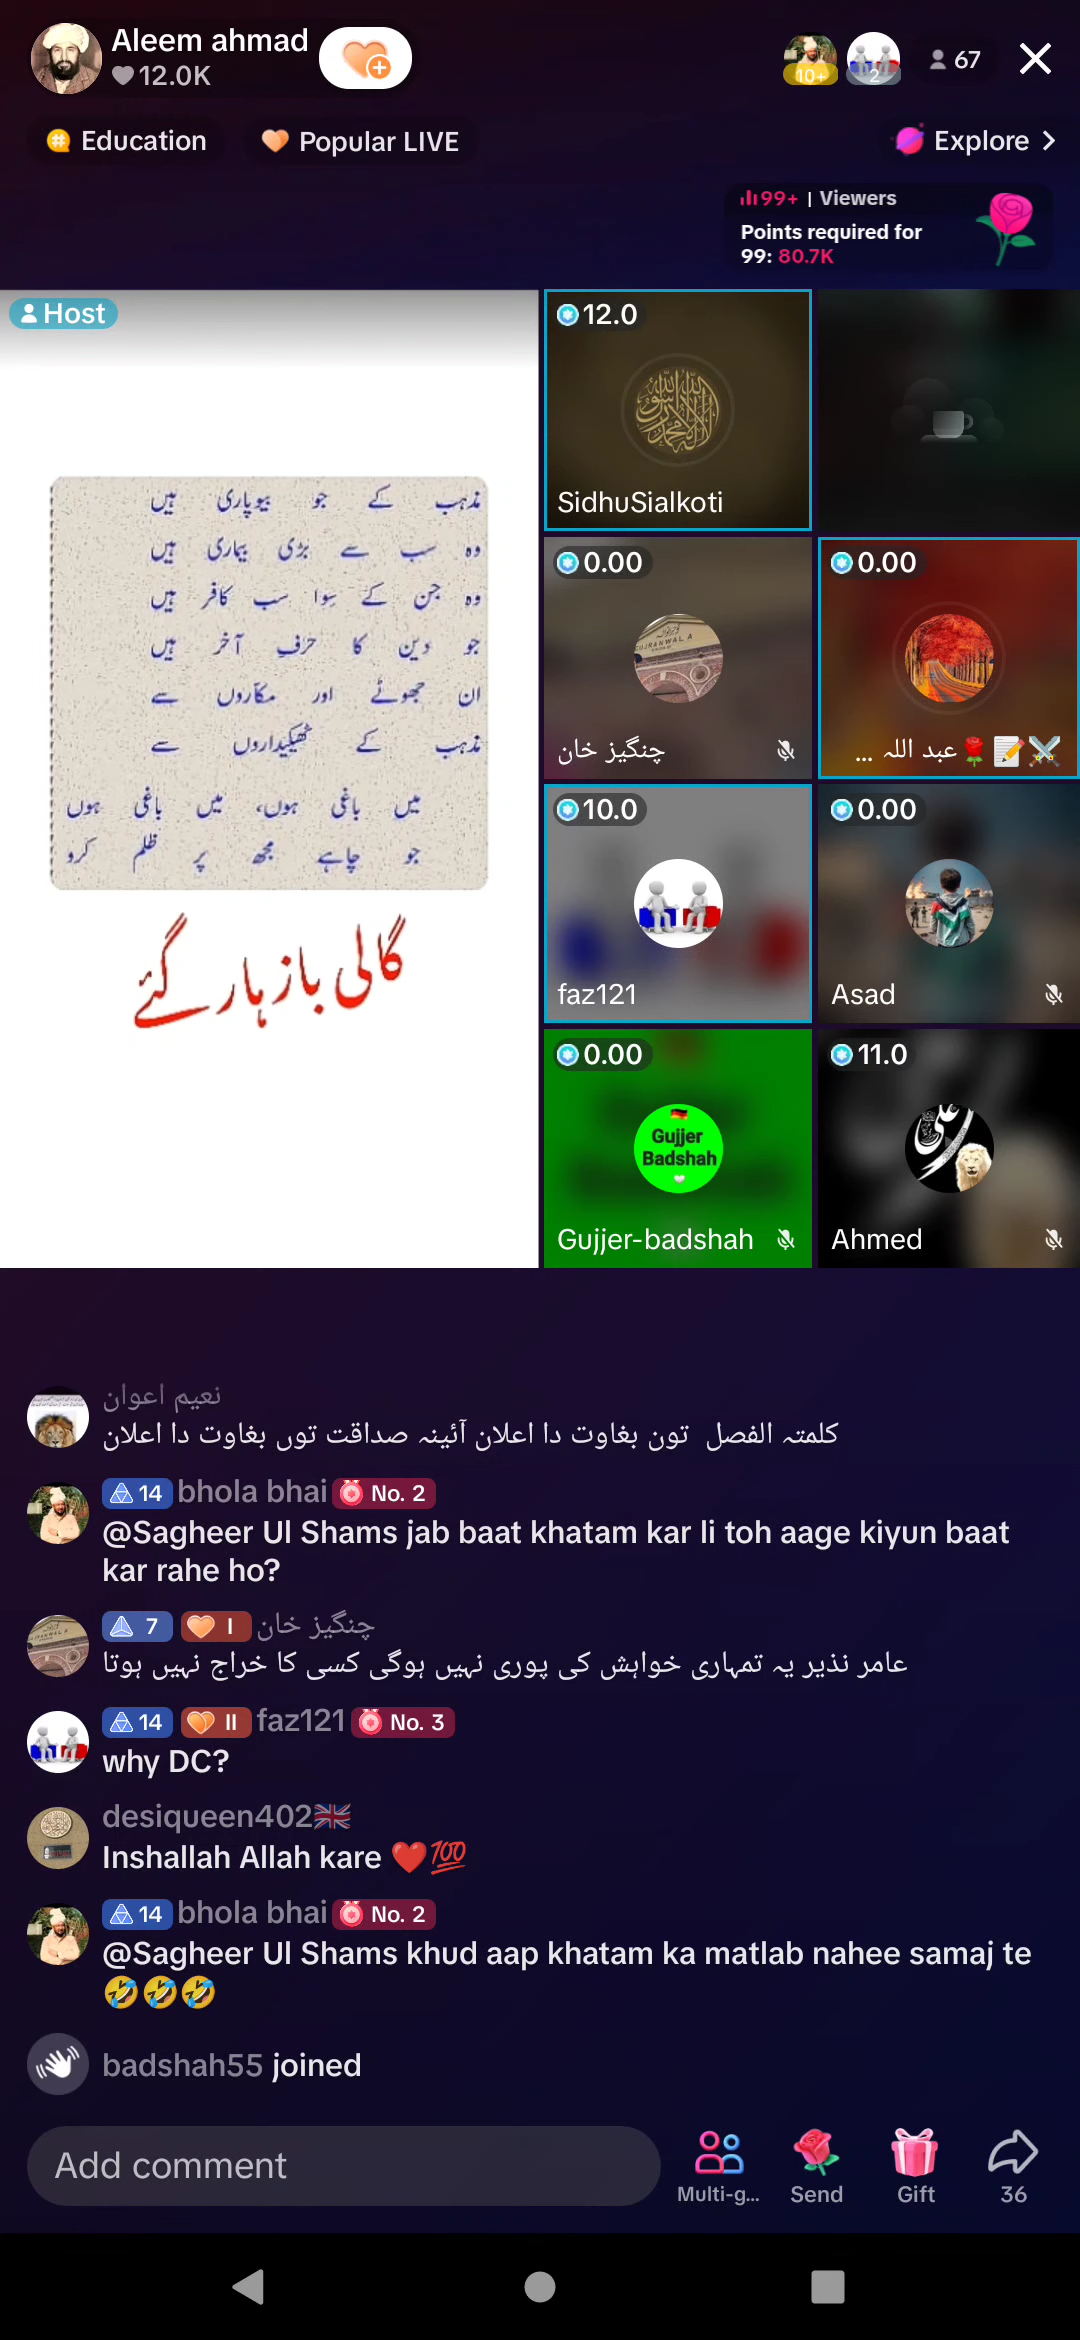 Aleem ahmad
12.0K
10+
2
67
Education
Popular LIVE
Explore
99+ | Viewers
Points required for
99: 80.7K
Host
مذہب کے جو بیوپاری ہیں
وہ سب سے بڑی بیماری ہیں
وہ جن کے سوا سب کافر ہیں
جو دین کا حرفِ آخر ہیں
ان جھوٹے اور مکّاروں سے
مذہب کے ٹھیکیداروں سے
میں باغی ہوں، میں باغی ہوں
جو چاہے مجھ پر ظلم کرو
گالی باز ہار گئے
12.0
SidhuSialkoti
0.00
GUJRANWALA
چنگیز خان
0.00
عبد اللہ ...
10.0
faz121
0.00
Asad
0.00
Gujjer
Badshah
Gujjer-badshah
11.0
علی
Ahmed
نعیم اعوان
کلمتہ الفصل تون بغاوت دا اعلان آئینہ صداقت توں بغاوت دا اعلان
14 bhola bhai No. 2
@Sagheer Ul Shams jab baat khatam kar li toh aage kiyun baat
kar rahe ho?
7 I چنگیز خان
عامر نذیر یہ تمہاری خواہش کی پوری نہیں ہوگی کسی کا خراج نہیں ہوتا
14 II faz121 No. 3
why DC?
desiqueen402🇬🇧
Inshallah Allah kare ❤️💯
14 bhola bhai No. 2
@Sagheer Ul Shams khud aap khatam ka matlab nahee samaj te
🤣🤣🤣
badshah55 joined
Add comment
Multi-g...
Send
Gift
36